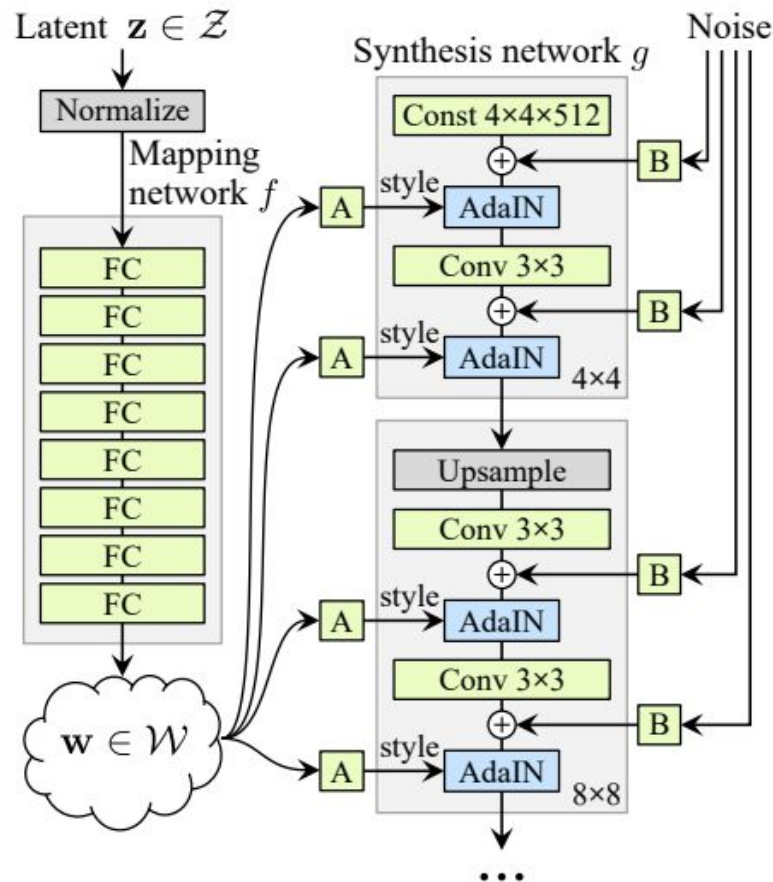 Latent z ∈ 𝒵
Normalize
Mapping
network f
FC
FC
FC
FC
FC
FC
FC
FC
w ∈ 𝒲
Synthesis network g
Noise
Const 4×4×512
+
B
A
style
AdaIN
Conv 3×3
+
B
A
style
AdaIN
4×4
Upsample
Conv 3×3
+
B
A
style
AdaIN
Conv 3×3
+
B
A
style
AdaIN
8×8
...